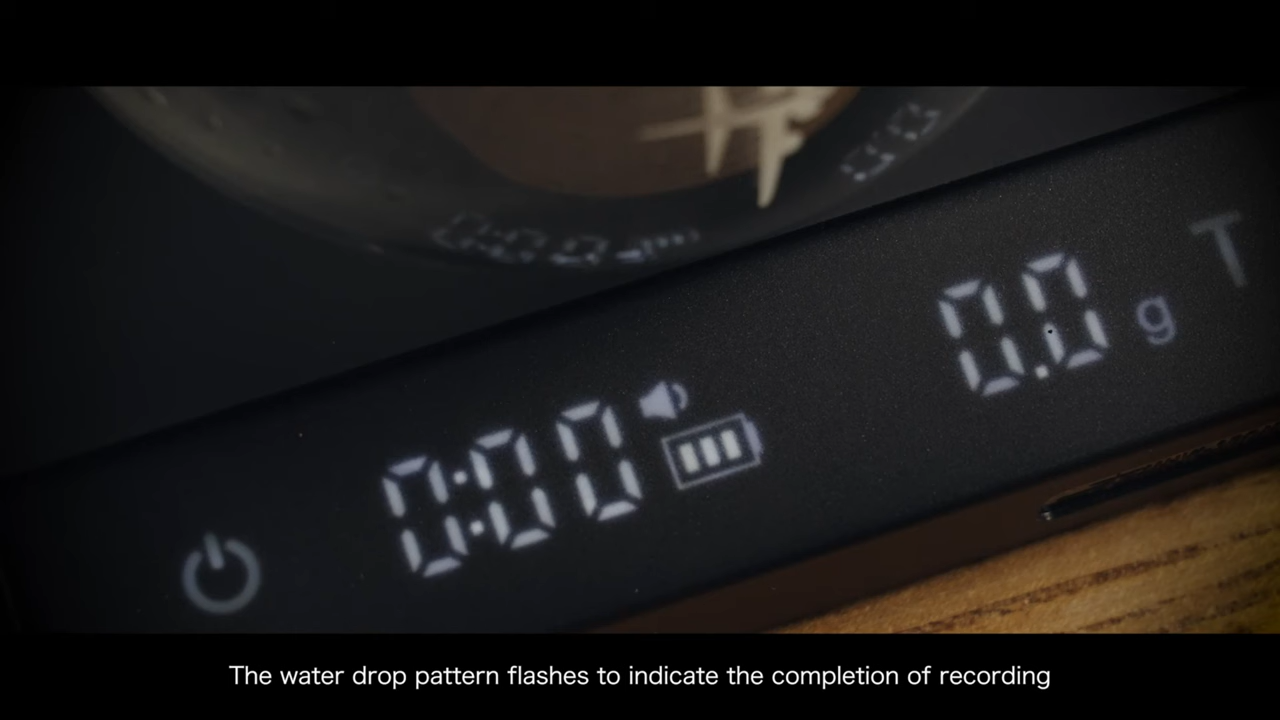 0:00
0.0 g
T
The water drop pattern flashes to indicate the completion of recording